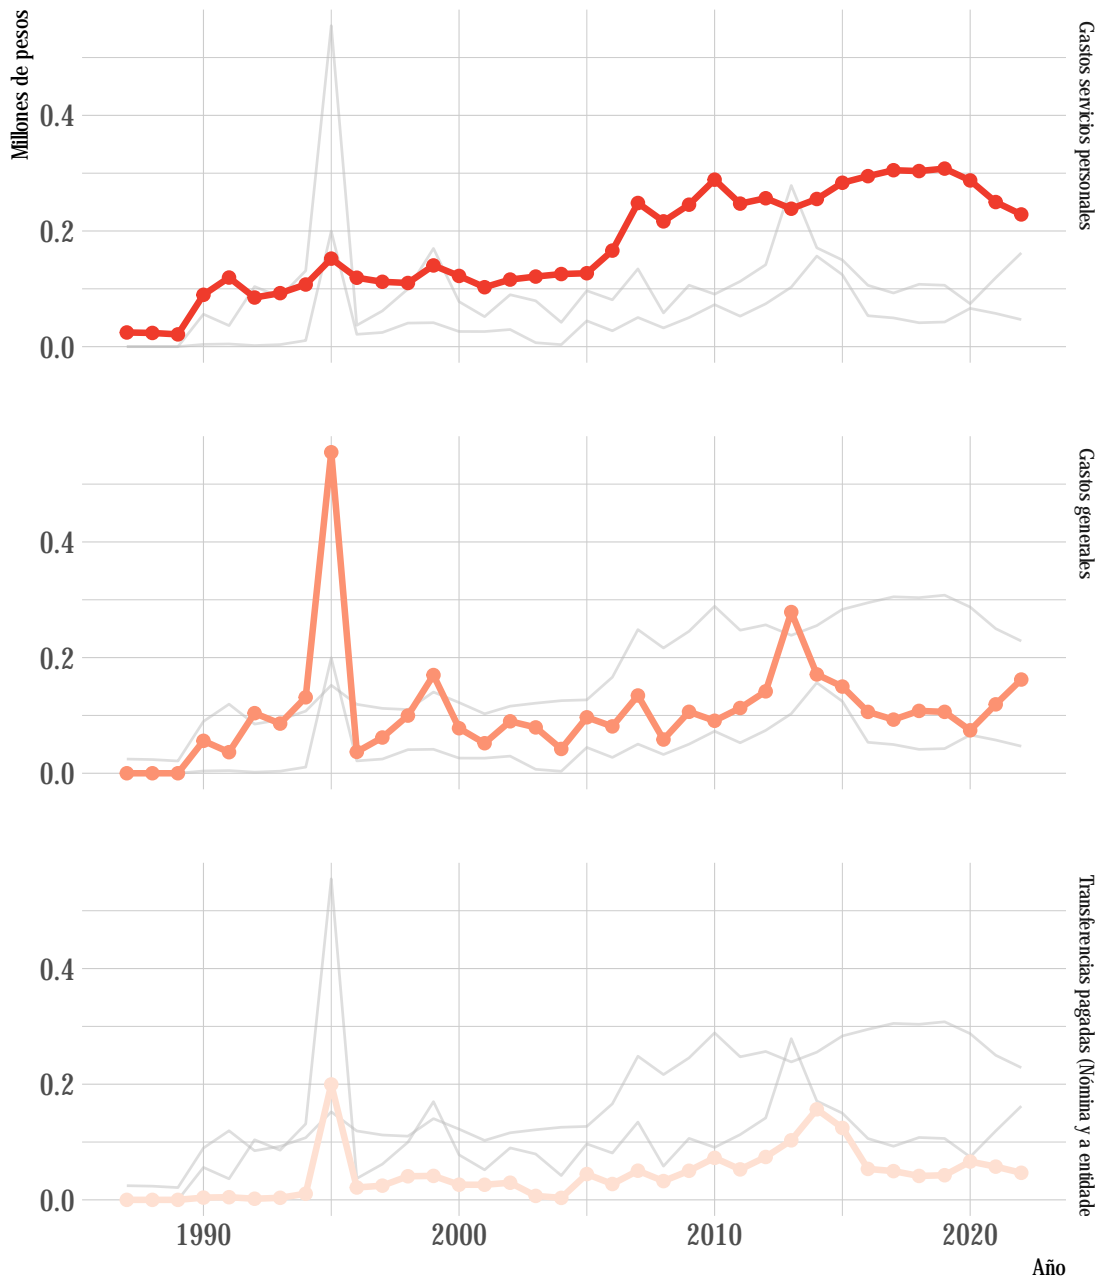 Millones de pesos
Gastos servicios personales
0.4
0.2
0.0
Gastos generales
0.4
0.2
0.0
Transferencias pagadas (Nómina y a entidade
0.4
0.2
0.0
1990
2000
2010
2020
Año